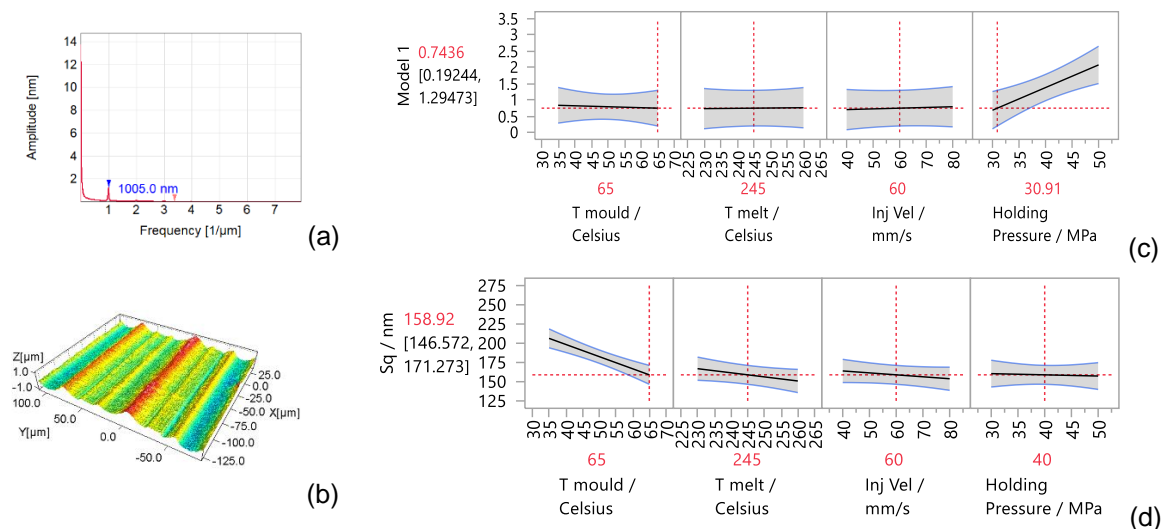 14
12
10
8
6
4
2
Amplitude [nm]
1005.0 nm
1 2 3 4 5 6 7
Frequency [1/µm]
(a)
Z[µm]
1.0
-1.0
100.0
50.0
Y[µm]
0.0
-50.0
25.0
0.0
-25.0
-50.0
X[µm]
-75.0
-100.0
-125.0
(b)
Model 1
0.7436
[0.19244,
1.29473]
3.5
3
2.5
2
1.5
1
0.5
0
30 35 40 45 50 55 60 65 70
225 230 235 240 245 250 255 260 265
40 50 60 70 80
30 35 40 45 50
65 245 60 30.91
T mould / T melt / Inj Vel / Holding
Celsius Celsius mm/s Pressure / MPa
(c)
Sq / nm
158.92
[146.572,
171.273]
275
250
225
200
175
150
125
30 35 40 45 50 55 60 65 70
225 230 235 240 245 250 255 260 265
40 50 60 70 80
30 35 40 45 50
65 245 60 40
T mould / T melt / Inj Vel / Holding
Celsius Celsius mm/s Pressure / MPa
(d)